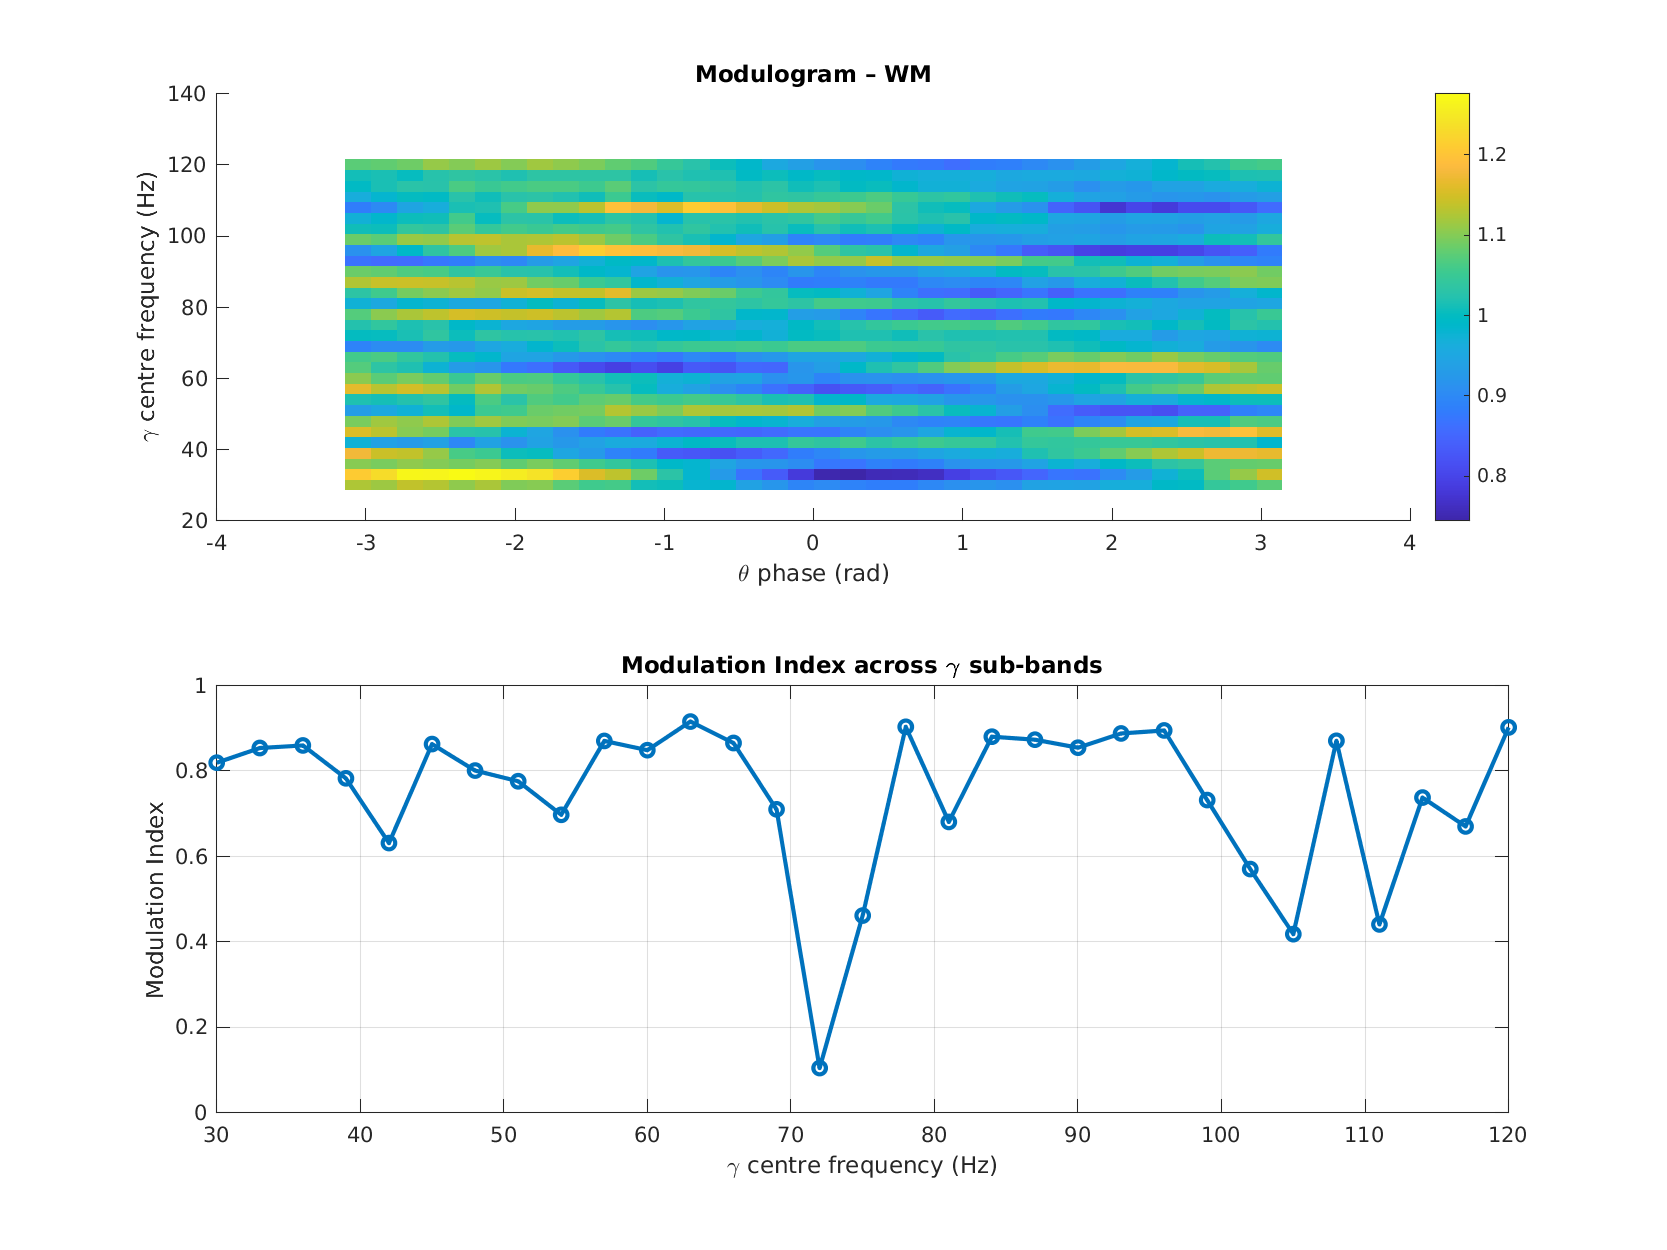 Modulogram – WM
140
120
100
80
60
40
20
γ centre frequency (Hz)
-4 -3 -2 -1 0 1 2 3 4
θ phase (rad)
1.2
1.1
1
0.9
0.8
Modulation Index across γ sub-bands
1
0.8
0.6
0.4
0.2
0
Modulation Index
30 40 50 60 70 80 90 100 110 120
γ centre frequency (Hz)